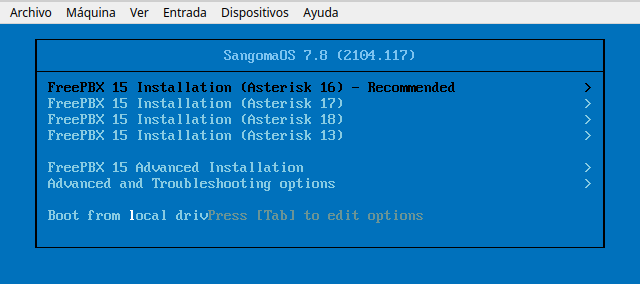 Archivo Máquina Ver Entrada Dispositivos Ayuda
SangomaOS 7.8 (2104.117)
FreePBX 15 Installation (Asterisk 16) - Recommended >
FreePBX 15 Installation (Asterisk 17) >
FreePBX 15 Installation (Asterisk 18) >
FreePBX 15 Installation (Asterisk 13) >
FreePBX 15 Advanced Installation >
Advanced and Troubleshooting options >
Boot from local drivPress [Tab] to edit options